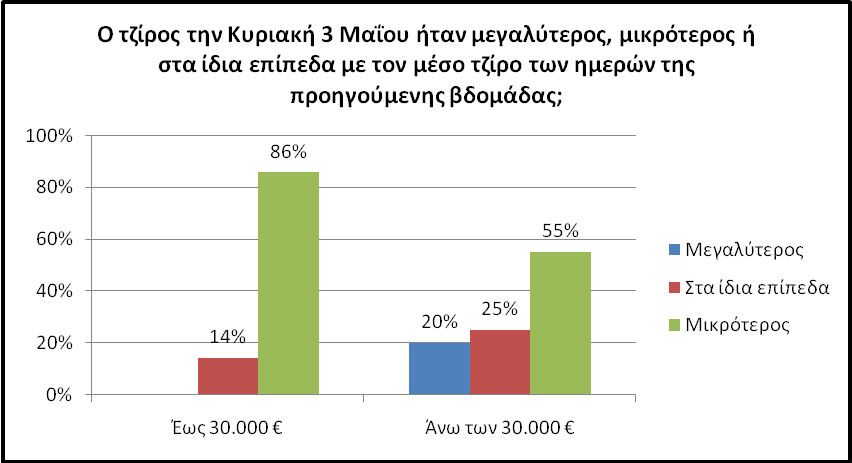 Ο τζίρος την Κυριακή 3 Μαΐου ήταν μεγαλύτερος, μικρότερος ή
στα ίδια επίπεδα με τον μέσο τζίρο των ημερών της
προηγούμενης βδομάδας;
100%
80%
60%
40%
20%
0%
14%
86%
20%
25%
55%
Έως 30.000 €
Άνω των 30.000 €
Μεγαλύτερος
Στα ίδια επίπεδα
Μικρότερος